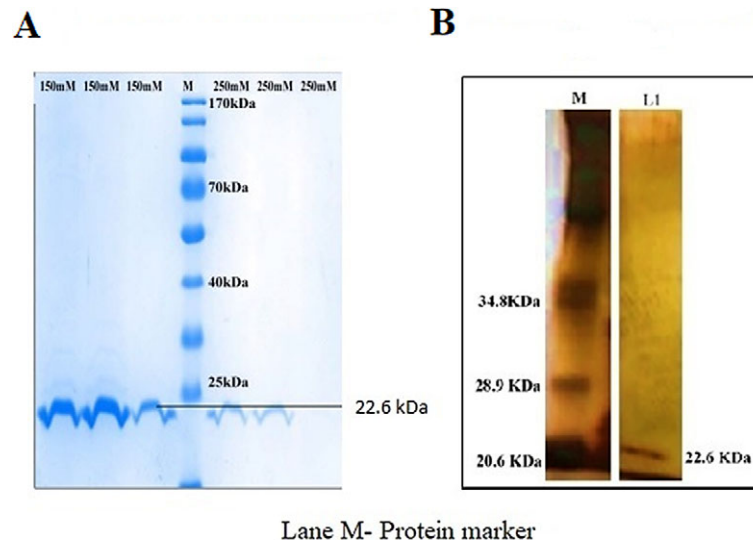 A
150mM 150mM 150mM M 250mM 250mM 250mM
170kDa
70kDa
40kDa
25kDa
22.6 kDa
B
M L1
34.8KDa
28.9 KDa
20.6 KDa
22.6 KDa
Lane M- Protein marker